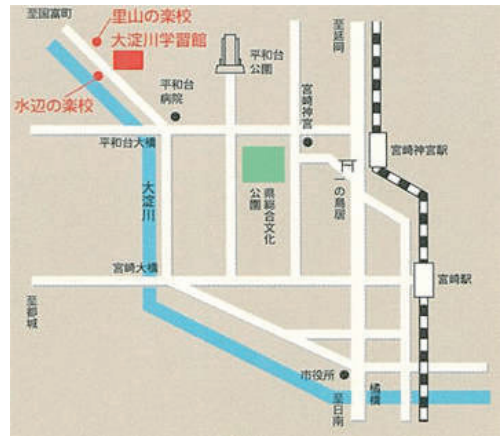 至国富町
里山の楽校
大淀川学習館
水辺の楽校
平和台
公園
至延岡
平和台
病院
宮崎神宮
平和台大橋
宮崎神宮駅
一の鳥居
県総合文化
公園
大淀川
宮崎大橋
宮崎駅
至都城
市役所
橘橋
至日南